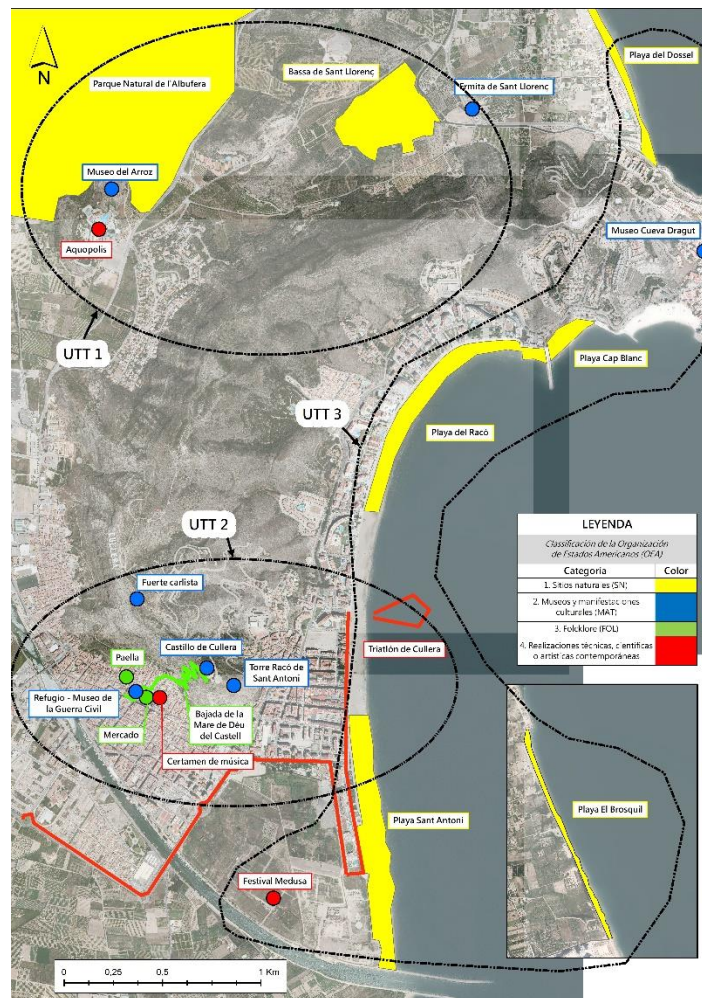 N
Parque Natural de l'Albufera
Bassa de Sant Llorenç
Playa del Dossel
Ermita de Sant Llorenç
Museo del Arroz
Aquopolis
Museo Cueva Dragut
UTT 1
Playa Cap Blanc
UTT 3
Playa del Racó
UTT 2
LEYENDA
Classificación de la Organización
de Estados Americanos (OEA)
Categoría Color
1. Sitios naturales (SN)
2. Museos y manifestaciones
culturales (MAT)
3. Folcklore (FOL)
4. Realizaciones técnicas, científicas
o artísticas contemporáneas
Fuerte carlista
Castillo de Cullera
Triatlón de Cullera
Paella
Torre Racó de
Sant Antoni
Refugio - Museo de
la Guerra Civil
Bajada de la
Mare de Déu
del Castell
Mercado
Certamen de música
Playa El Brosquil
Playa Sant Antoni
Festival Medusa
0 0,25 0,5 1 Km